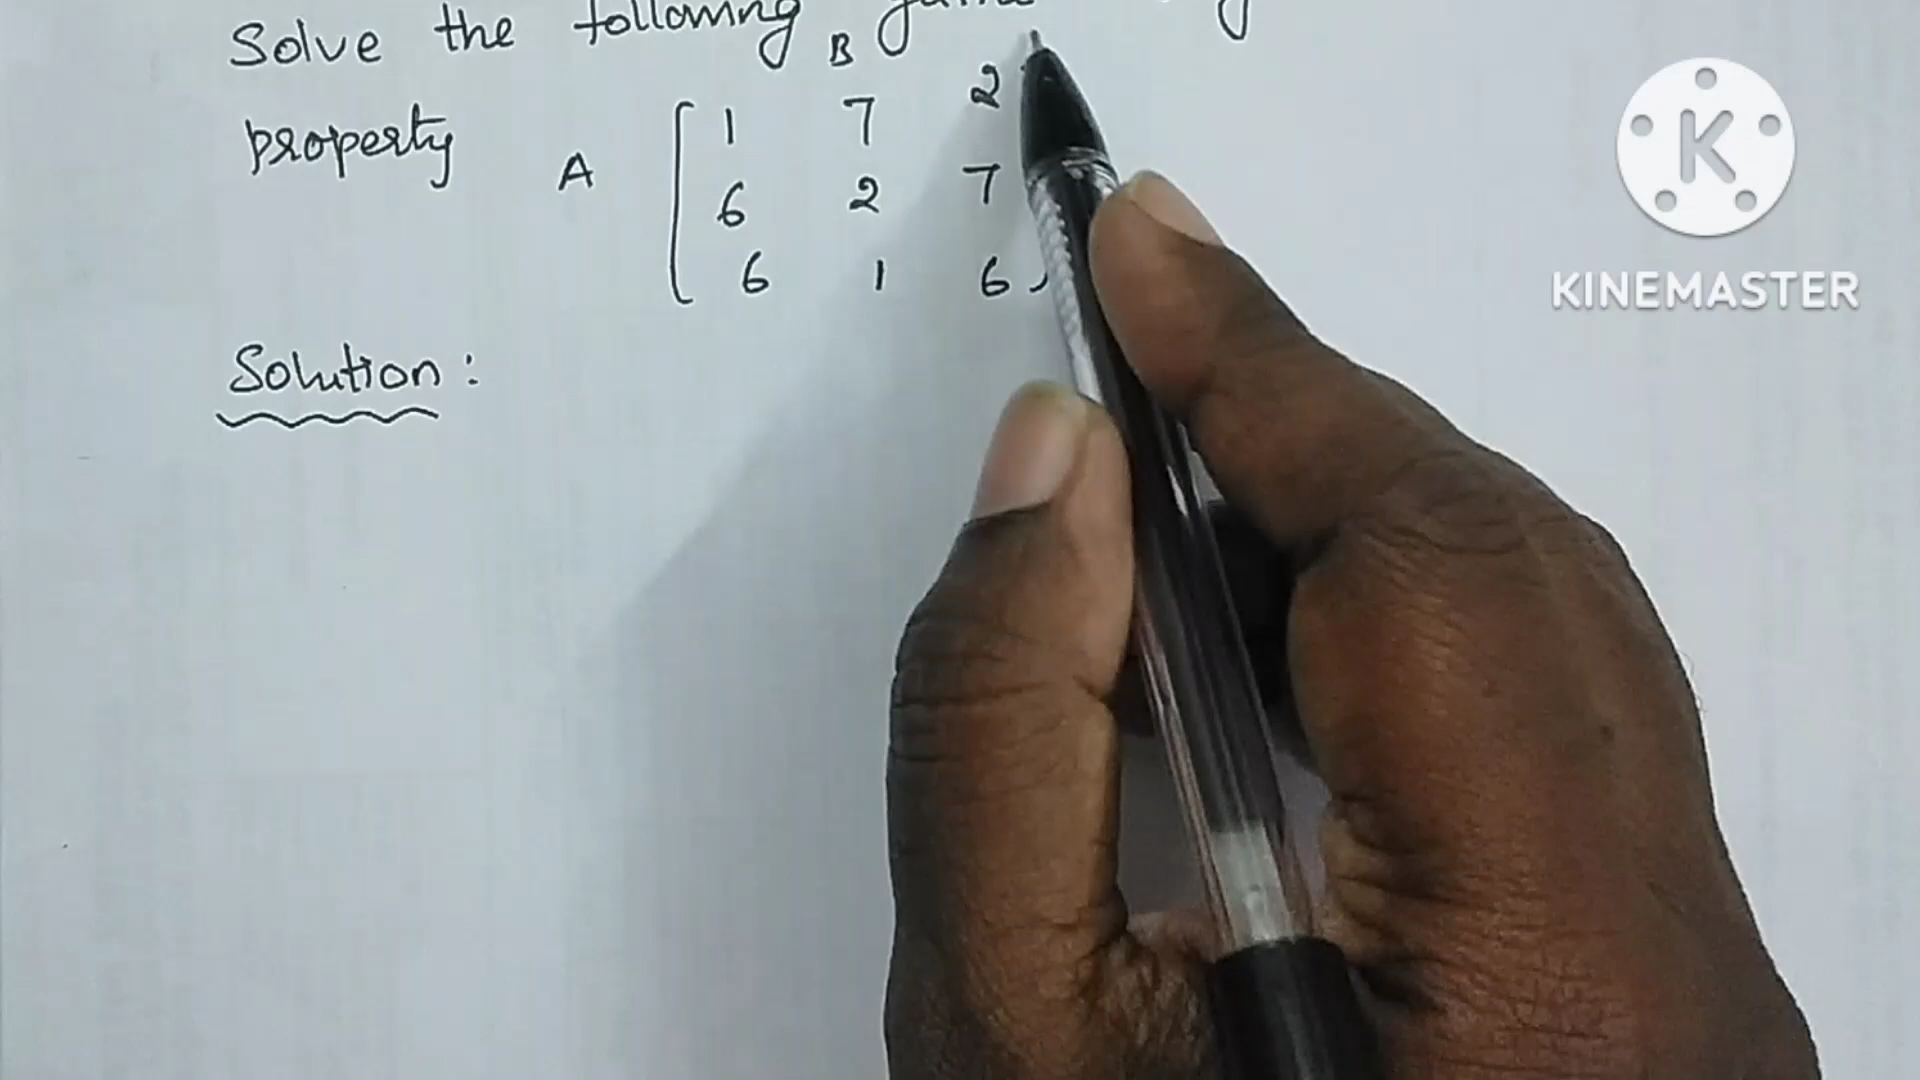 Solve the following
B
property A [ 1 7 2
6 2 7
6 1 6 ]
Solution :
K
KINEMASTER